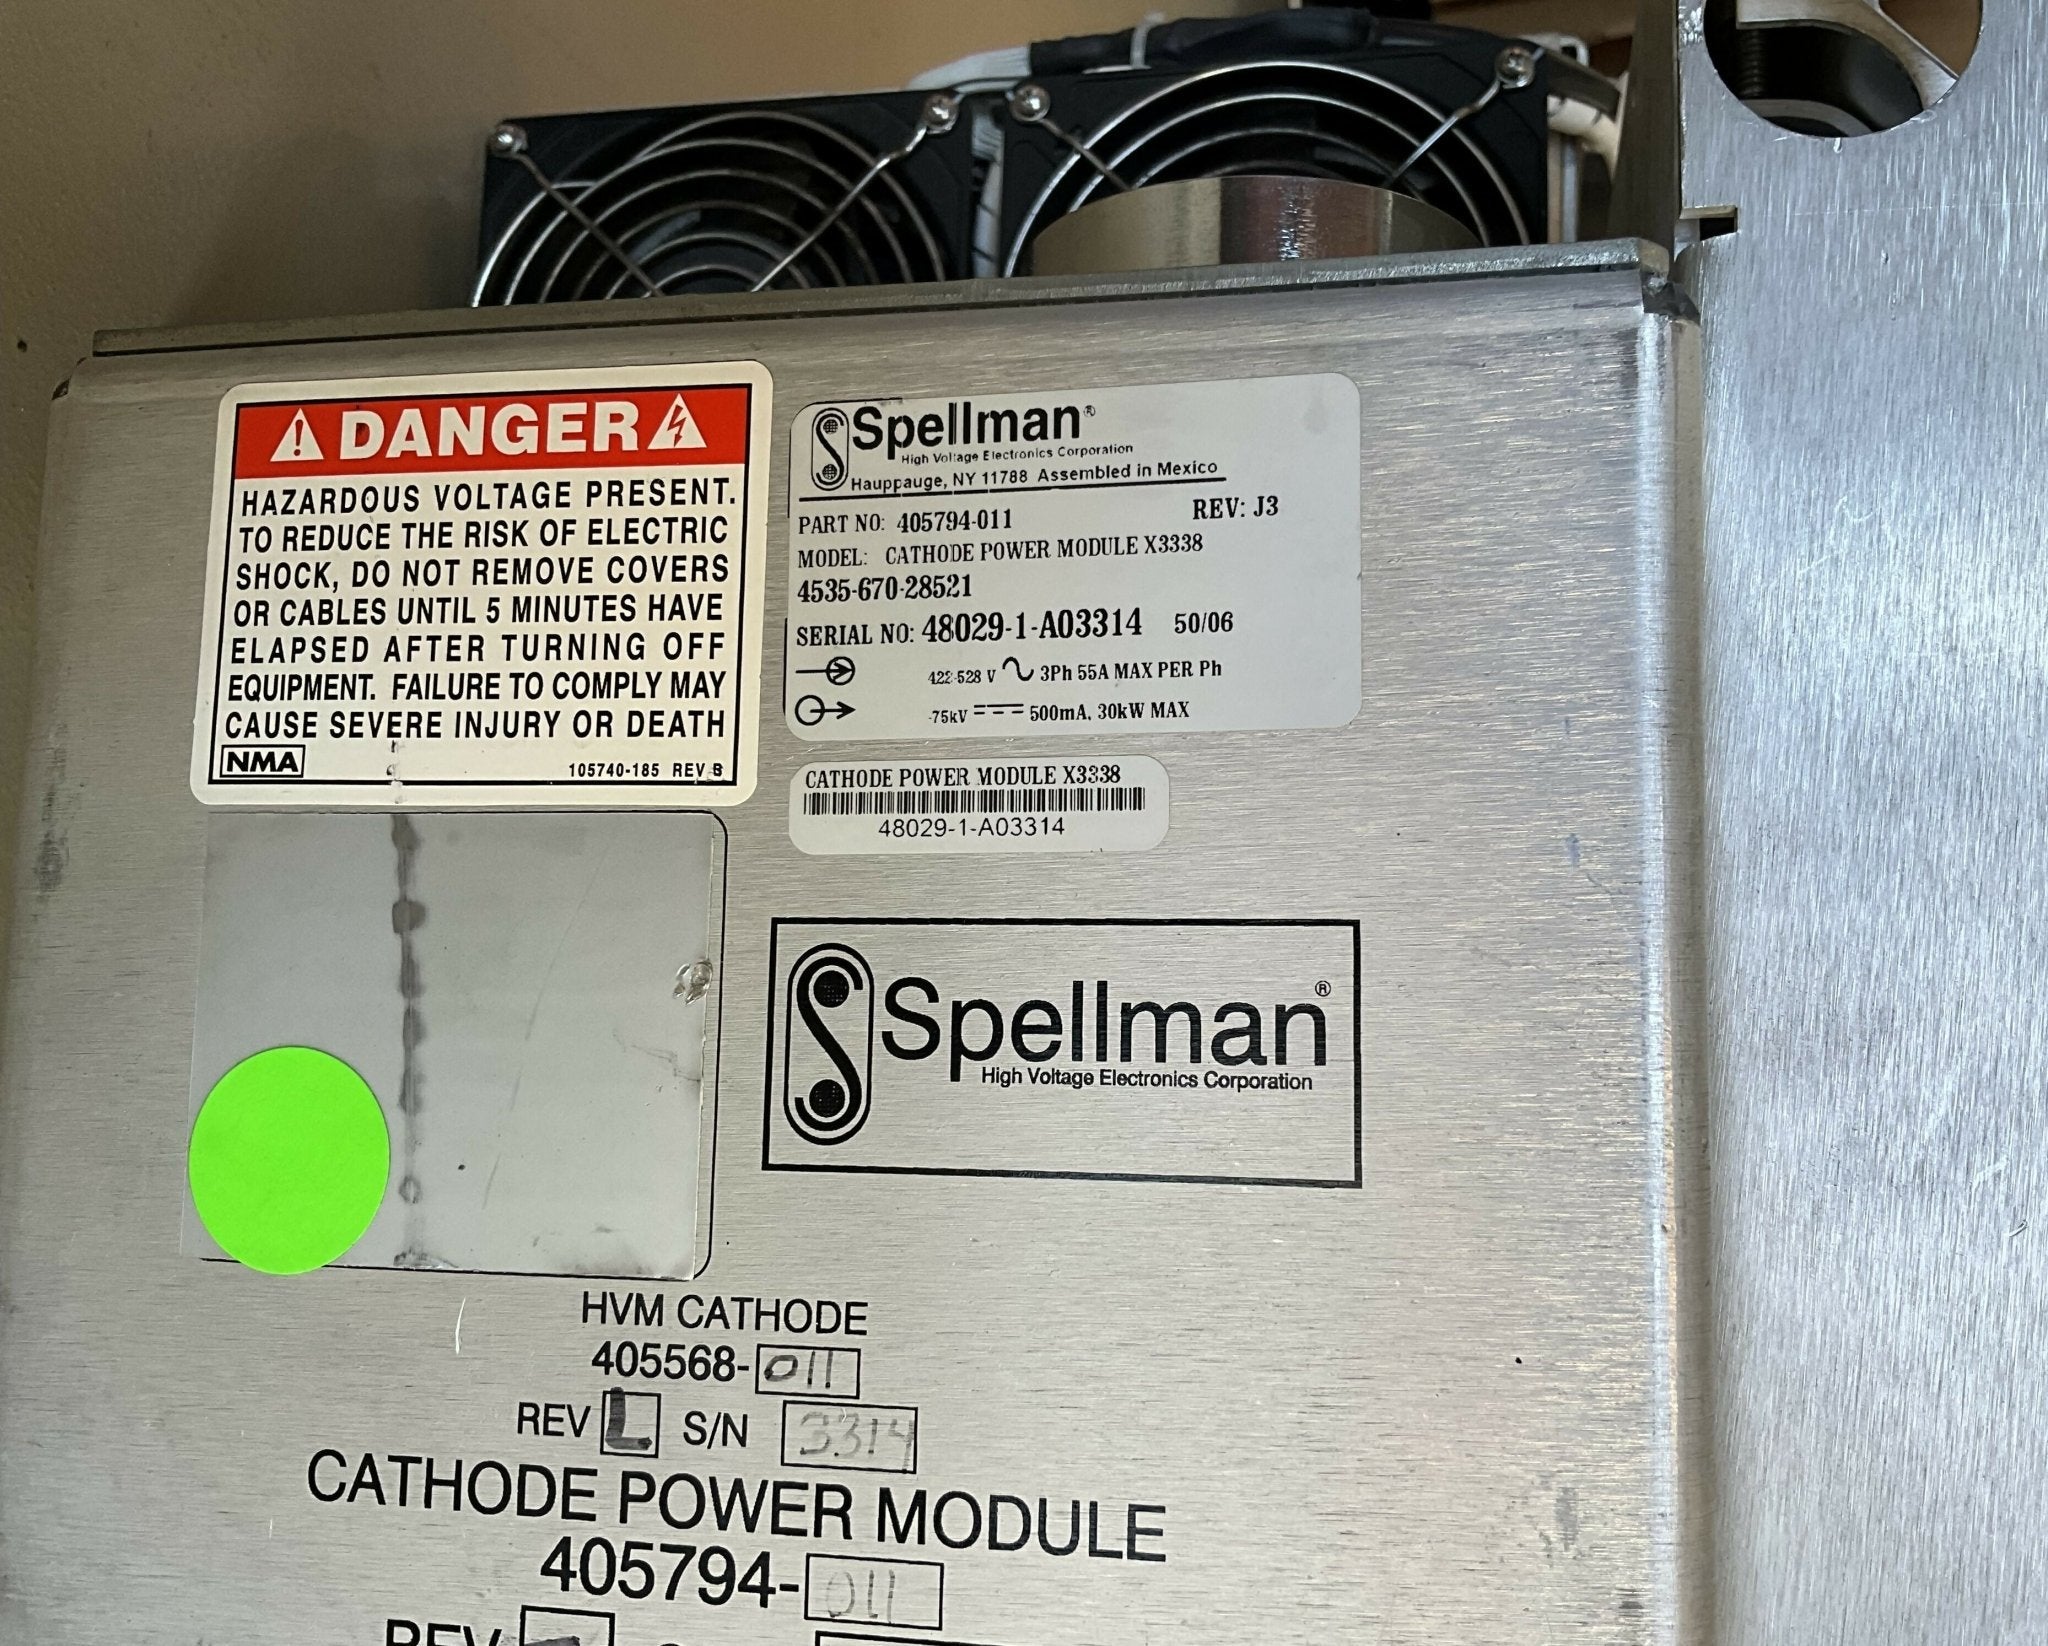 DANGER
HAZARDOUS VOLTAGE PRESENT.
TO REDUCE THE RISK OF ELECTRIC
SHOCK, DO NOT REMOVE COVERS
OR CABLES UNTIL 5 MINUTES HAVE
ELAPSED AFTER TURNING OFF
EQUIPMENT. FAILURE TO COMPLY MAY
CAUSE SEVERE INJURY OR DEATH
NMA 105740-185 REV B
Spellman®
High Voltage Electronics Corporation
Hauppauge, NY 11788 Assembled in Mexico
PART NO: 405794-011 REV: J3
MODEL: CATHODE POWER MODULE X3338
4535-670-28521
SERIAL NO: 48029-1-A03314 50/06
422-528 V 3Ph 55A MAX PER Ph
-75kV 500mA, 30kW MAX
CATHODE POWER MODULE X3338
48029-1-A03314
Spellman®
High Voltage Electronics Corporation
HVM CATHODE
405568-011
REV L S/N 3314
CATHODE POWER MODULE
405794-011
REV